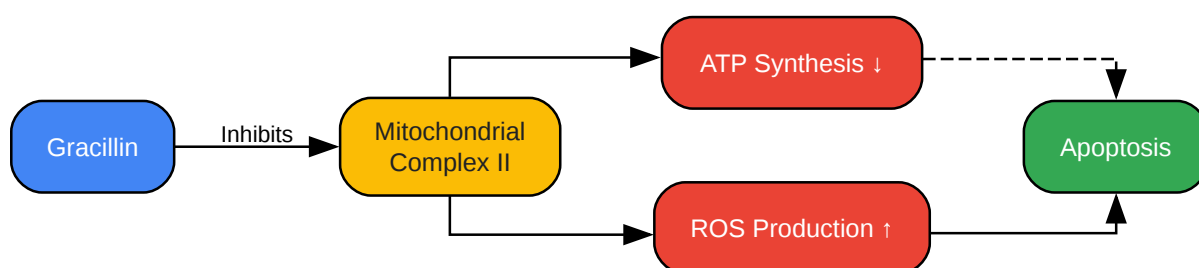 Gracillin
Inhibits
Mitochondrial
Complex II
ATP Synthesis ↓
ROS Production ↑
Apoptosis